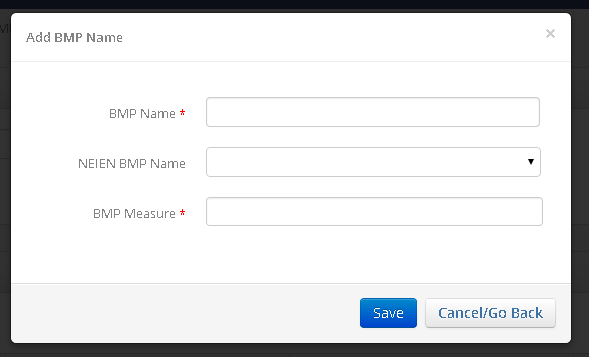 Add BMP Name ×
BMP Name *
NEIEN BMP Name
BMP Measure *
Save Cancel/Go Back